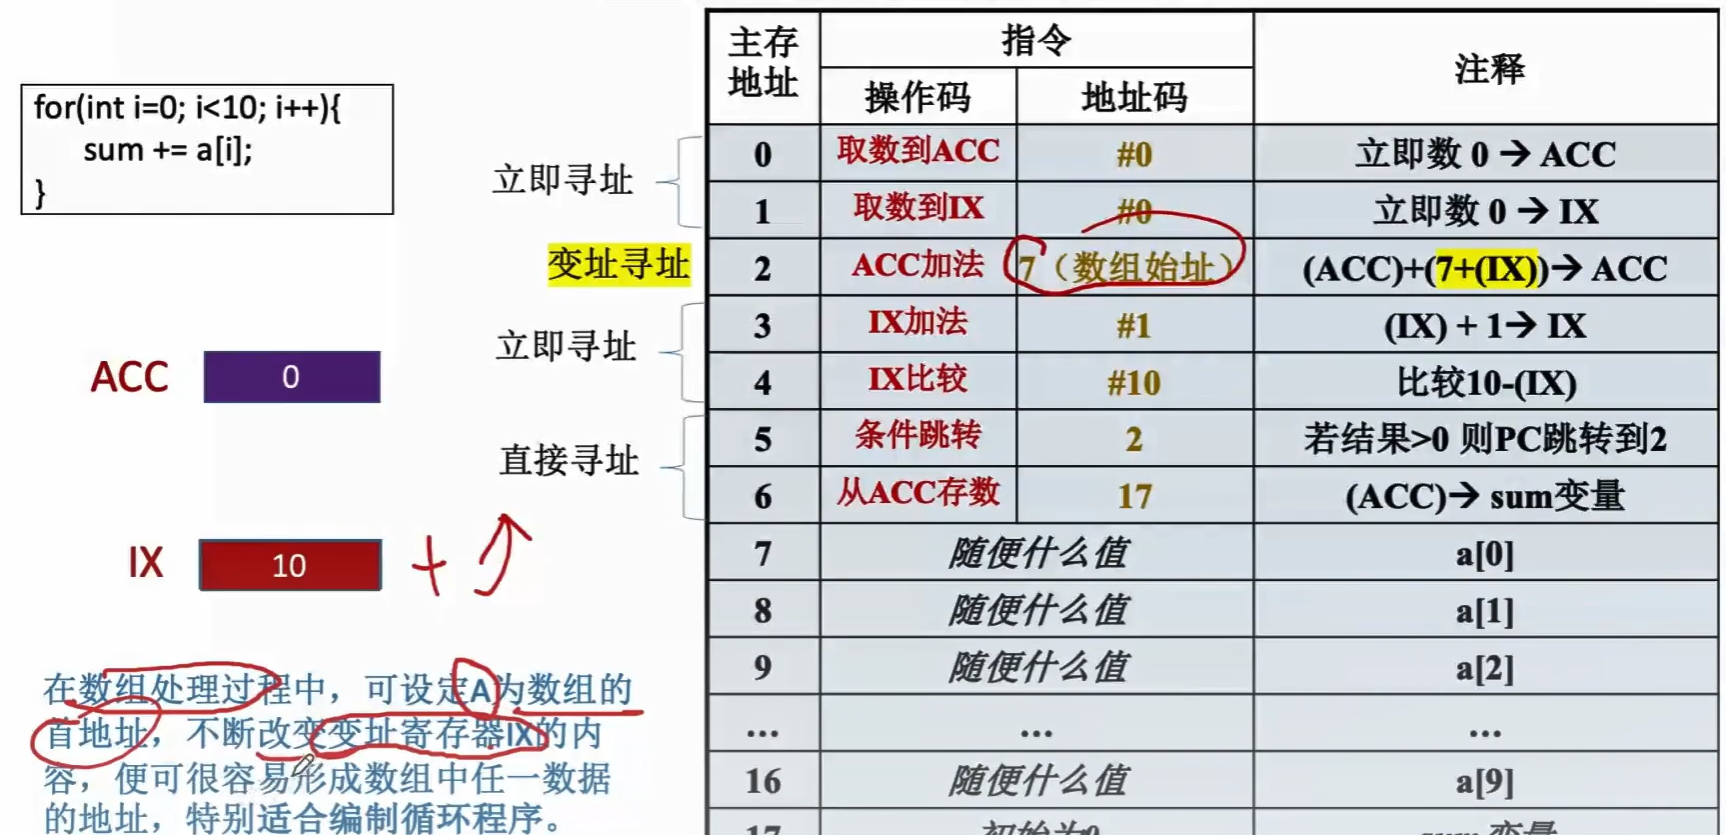 for(int i=0; i<10; i++){
sum += a[i];
}
立即寻址
变址寻址
立即寻址
直接寻址
ACC
0
IX
10
+
在数组处理过程中，可设定A为数组的
首地址，不断改变变址寄存器IX的内
容，便可很容易形成数组中任一数据
的地址，特别适合编制循环程序。
主存地址 指令 注释
操作码 地址码
0 取数到ACC #0 立即数 0 → ACC
1 取数到IX #0 立即数 0 → IX
2 ACC加法 7（数组始址） (ACC)+(7+(IX))→ ACC
3 IX加法 #1 (IX) + 1→ IX
4 IX比较 #10 比较10-(IX)
5 条件跳转 2 若结果>0 则PC跳转到2
6 从ACC存数 17 (ACC)→ sum变量
7 随便什么值 a[0]
8 随便什么值 a[1]
9 随便什么值 a[2]
... ... ...
16 随便什么值 a[9]
17 初始为0 sum变量